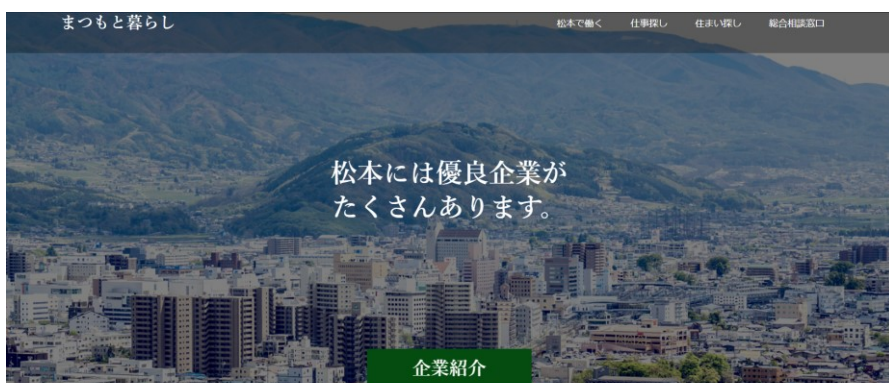 まつもと暮らし
松本で働く 仕事探し 住まい探し 総合相談窓口
松本には優良企業が
たくさんあります。
企業紹介